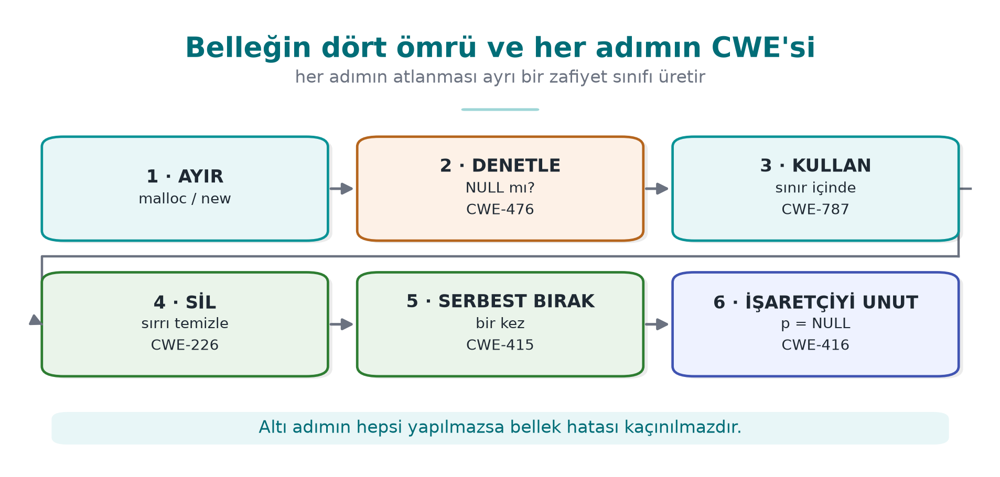 Belleğin dört ömrü ve her adımın CWE'si
her adımın atlanması ayrı bir zafiyet sınıfı üretir
1 · AYIR
malloc / new
2 · DENETLE
NULL mı?
CWE-476
3 · KULLAN
sınır içinde
CWE-787
4 · SİL
sırrı temizle
CWE-226
5 · SERBEST BIRAK
bir kez
CWE-415
6 · İŞARETÇİYİ UNUT
p = NULL
CWE-416
Altı adımın hepsi yapılmazsa bellek hatası kaçınılmazdır.